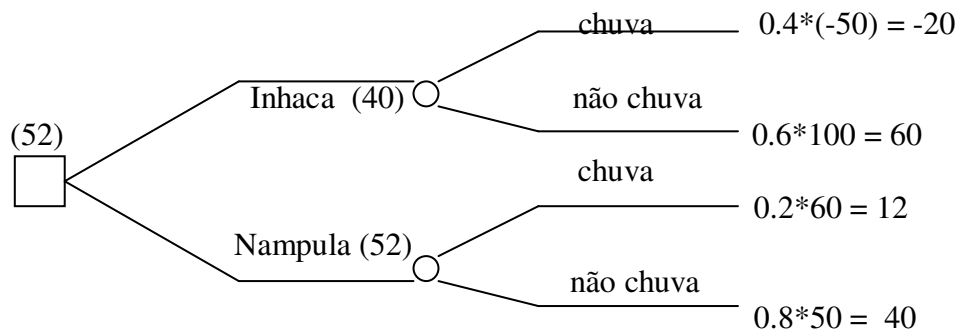 chuva 0.4*(-50) = -20
Inhaca (40)
não chuva
0.6*100 = 60
(52)
chuva
0.2*60 = 12
Nampula (52)
não chuva
0.8*50 = 40